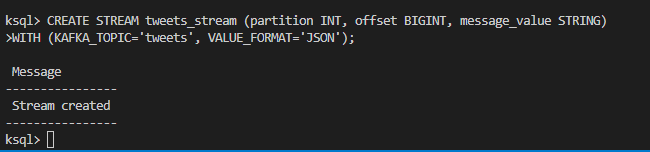 ksql> CREATE STREAM tweets_stream (partition INT, offset BIGINT, message_value STRING)
>WITH (KAFKA_TOPIC='tweets', VALUE_FORMAT='JSON');
Message
----------------
Stream created
----------------
ksql>